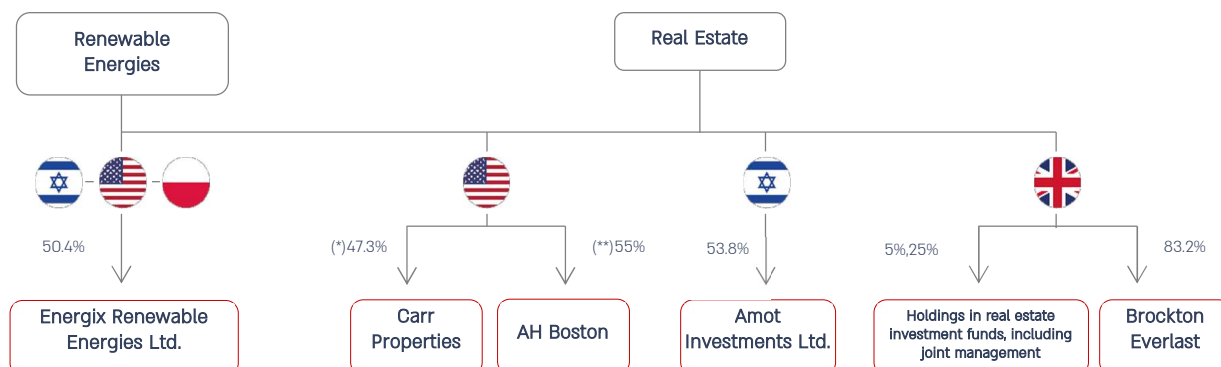 Renewable
Energies
Real Estate
50.4%
(*)47.3%
(**)55%
53.8%
5%,25%
83.2%
Energix Renewable
Energies Ltd.
Carr
Properties
AH Boston
Amot
Investments Ltd.
Holdings in real estate
investment funds, including
joint management
Brockton
Everlast